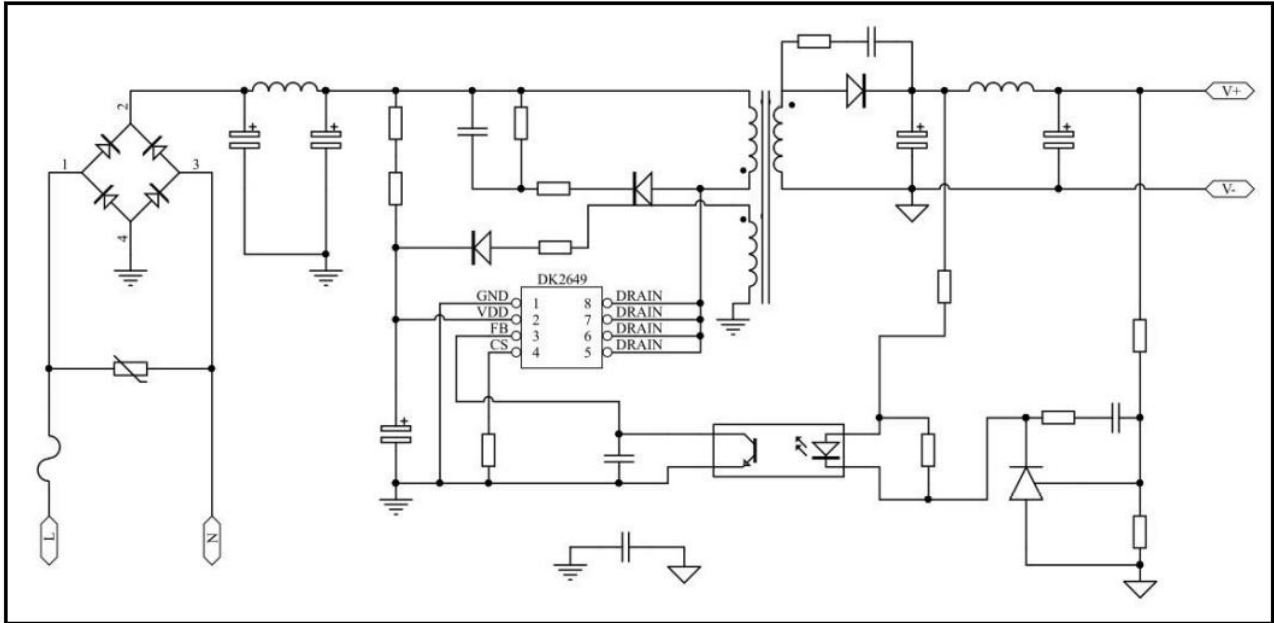 V+
2
1
3
V-
4
DK2649
GND 1 8 DRAIN
VDD 2 7 DRAIN
FB 3 6 DRAIN
CS 4 5 DRAIN
+
+
+
+
+
L
N